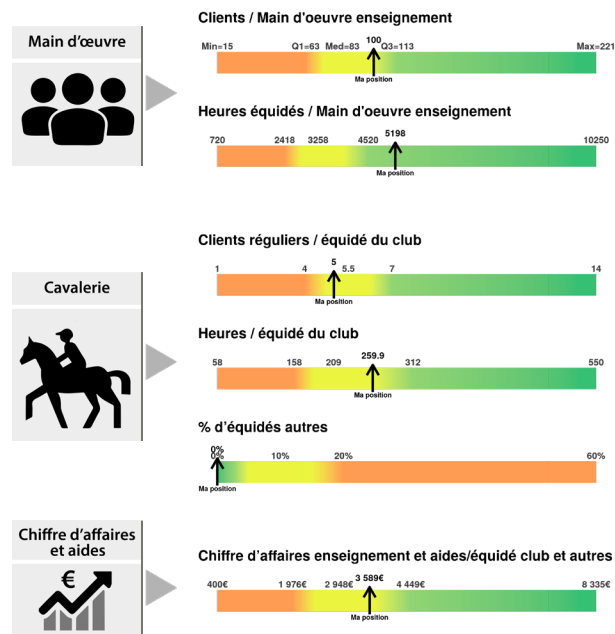 Main d'œuvre
Clients / Main d'oeuvre enseignement
Min=15 Q1=63 Med=83 100 Q3=113 Max=221
Ma position
Heures équidés / Main d'oeuvre enseignement
720 2418 3258 4520 5198 10250
Ma position
Cavalerie
Clients réguliers / équidé du club
1 4 5 5.5 7 14
Ma position
Heures / équidé du club
58 158 209 259.9 312 550
Ma position
% d'équidés autres
0%
0% 10% 20% 60%
Ma position
Chiffre d'affaires
et aides
€
Chiffre d'affaires enseignement et aides/équidé club et autres
400€ 1 976€ 2 948€ 3 589€ 4 449€ 8 335€
Ma position